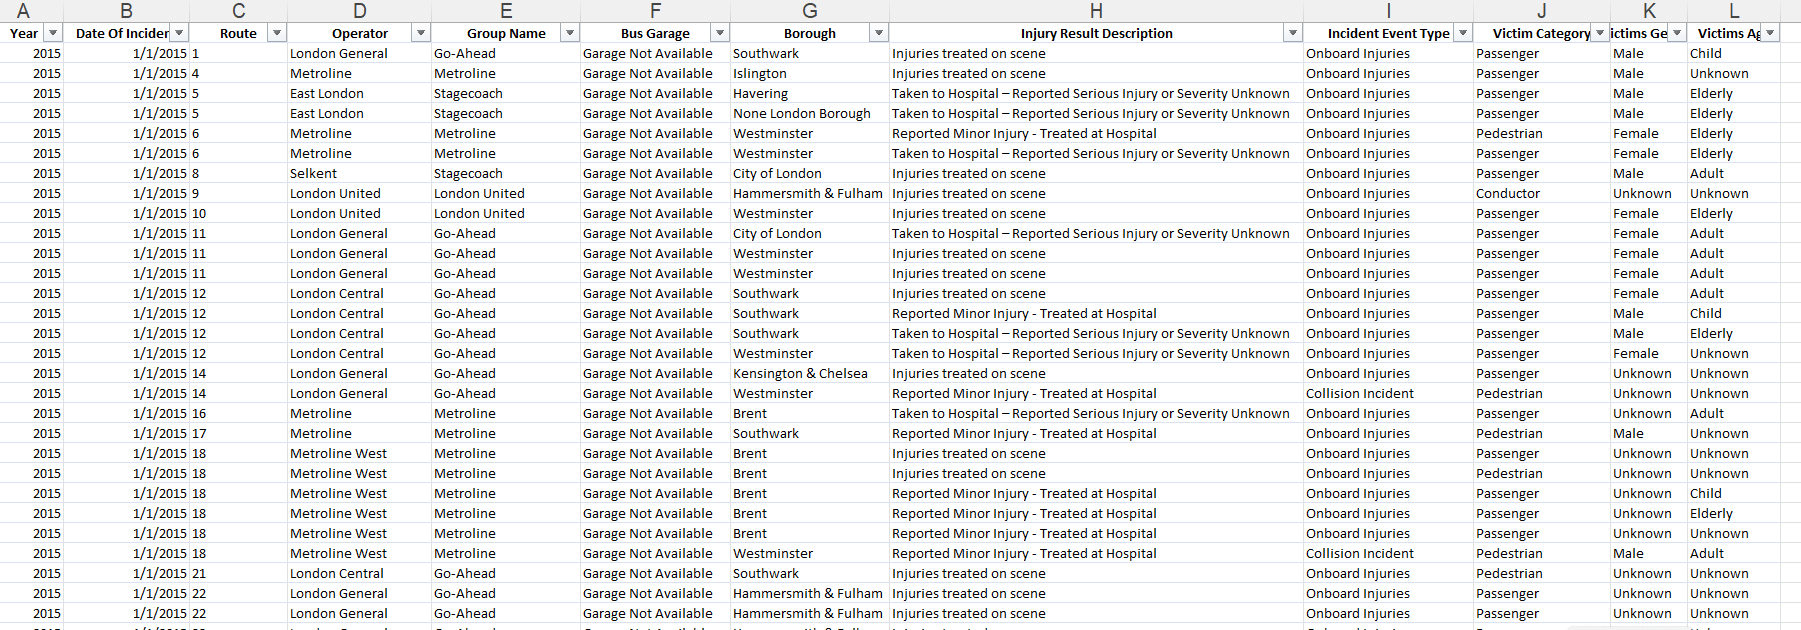 A B C D E F G H I J K L
Year Date Of Inciden Route Operator Group Name Bus Garage Borough Injury Result Description Incident Event Type Victim Category ictims Ge Victims Ag
2015 1/1/2015 1 London General Go-Ahead Garage Not Available Southwark Injuries treated on scene Onboard Injuries Passenger Male Child
2015 1/1/2015 4 Metroline Metroline Garage Not Available Islington Injuries treated on scene Onboard Injuries Passenger Male Unknown
2015 1/1/2015 5 East London Stagecoach Garage Not Available Havering Taken to Hospital – Reported Serious Injury or Severity Unknown Onboard Injuries Passenger Male Elderly
2015 1/1/2015 5 East London Stagecoach Garage Not Available None London Borough Taken to Hospital – Reported Serious Injury or Severity Unknown Onboard Injuries Passenger Male Elderly
2015 1/1/2015 6 Metroline Metroline Garage Not Available Westminster Reported Minor Injury - Treated at Hospital Onboard Injuries Pedestrian Female Elderly
2015 1/1/2015 6 Metroline Metroline Garage Not Available Westminster Taken to Hospital – Reported Serious Injury or Severity Unknown Onboard Injuries Passenger Female Elderly
2015 1/1/2015 8 Selkent Stagecoach Garage Not Available City of London Injuries treated on scene Onboard Injuries Passenger Male Adult
2015 1/1/2015 9 London United London United Garage Not Available Hammersmith & Fulham Injuries treated on scene Onboard Injuries Conductor Unknown Unknown
2015 1/1/2015 10 London United London United Garage Not Available Westminster Injuries treated on scene Onboard Injuries Passenger Female Elderly
2015 1/1/2015 11 London General Go-Ahead Garage Not Available City of London Taken to Hospital – Reported Serious Injury or Severity Unknown Onboard Injuries Passenger Female Adult
2015 1/1/2015 11 London General Go-Ahead Garage Not Available Westminster Injuries treated on scene Onboard Injuries Passenger Female Adult
2015 1/1/2015 11 London General Go-Ahead Garage Not Available Westminster Injuries treated on scene Onboard Injuries Passenger Female Adult
2015 1/1/2015 12 London Central Go-Ahead Garage Not Available Southwark Injuries treated on scene Onboard Injuries Passenger Female Adult
2015 1/1/2015 12 London Central Go-Ahead Garage Not Available Southwark Reported Minor Injury - Treated at Hospital Onboard Injuries Passenger Male Child
2015 1/1/2015 12 London Central Go-Ahead Garage Not Available Southwark Taken to Hospital – Reported Serious Injury or Severity Unknown Onboard Injuries Passenger Male Elderly
2015 1/1/2015 12 London Central Go-Ahead Garage Not Available Westminster Taken to Hospital – Reported Serious Injury or Severity Unknown Onboard Injuries Passenger Female Unknown
2015 1/1/2015 14 London General Go-Ahead Garage Not Available Kensington & Chelsea Injuries treated on scene Onboard Injuries Passenger Unknown Unknown
2015 1/1/2015 14 London General Go-Ahead Garage Not Available Westminster Reported Minor Injury - Treated at Hospital Collision Incident Pedestrian Unknown Unknown
2015 1/1/2015 16 Metroline Metroline Garage Not Available Brent Taken to Hospital – Reported Serious Injury or Severity Unknown Onboard Injuries Passenger Unknown Adult
2015 1/1/2015 17 Metroline Metroline Garage Not Available Southwark Reported Minor Injury - Treated at Hospital Onboard Injuries Pedestrian Male Unknown
2015 1/1/2015 18 Metroline West Metroline Garage Not Available Brent Injuries treated on scene Onboard Injuries Passenger Unknown Unknown
2015 1/1/2015 18 Metroline West Metroline Garage Not Available Brent Injuries treated on scene Onboard Injuries Pedestrian Unknown Unknown
2015 1/1/2015 18 Metroline West Metroline Garage Not Available Brent Reported Minor Injury - Treated at Hospital Onboard Injuries Passenger Unknown Child
2015 1/1/2015 18 Metroline West Metroline Garage Not Available Brent Reported Minor Injury - Treated at Hospital Onboard Injuries Passenger Unknown Elderly
2015 1/1/2015 18 Metroline West Metroline Garage Not Available Brent Reported Minor Injury - Treated at Hospital Onboard Injuries Passenger Unknown Unknown
2015 1/1/2015 18 Metroline West Metroline Garage Not Available Westminster Reported Minor Injury - Treated at Hospital Collision Incident Pedestrian Male Adult
2015 1/1/2015 21 London Central Go-Ahead Garage Not Available Southwark Injuries treated on scene Onboard Injuries Pedestrian Unknown Unknown
2015 1/1/2015 22 London General Go-Ahead Garage Not Available Hammersmith & Fulham Injuries treated on scene Onboard Injuries Passenger Unknown Unknown
2015 1/1/2015 22 London General Go-Ahead Garage Not Available Hammersmith & Fulham Injuries treated on scene Onboard Injuries Passenger Unknown Unknown